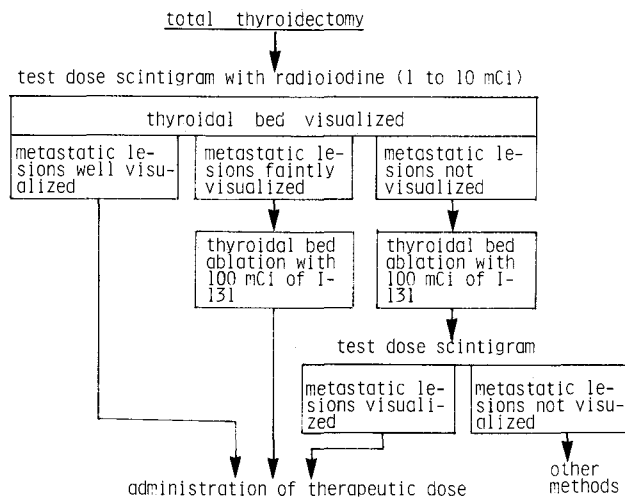 total thyroidectomy
test dose scintigram with radioiodine (1 to 10 mCi)
thyroidal bed visualized
metastatic le-
sions well visu-
alized
metastatic le-
sions faintly
visualized
metastatic le-
sions not
visualized
thyroidal bed
ablation with
100 mCi of I-
131
thyroidal bed
ablation with
100 mCi of I-
131
test dose scintigram
metastatic le-
sions visuali-
zed
metastatic le-
sions not visu-
alized
administration of therapeutic dose
other
methods